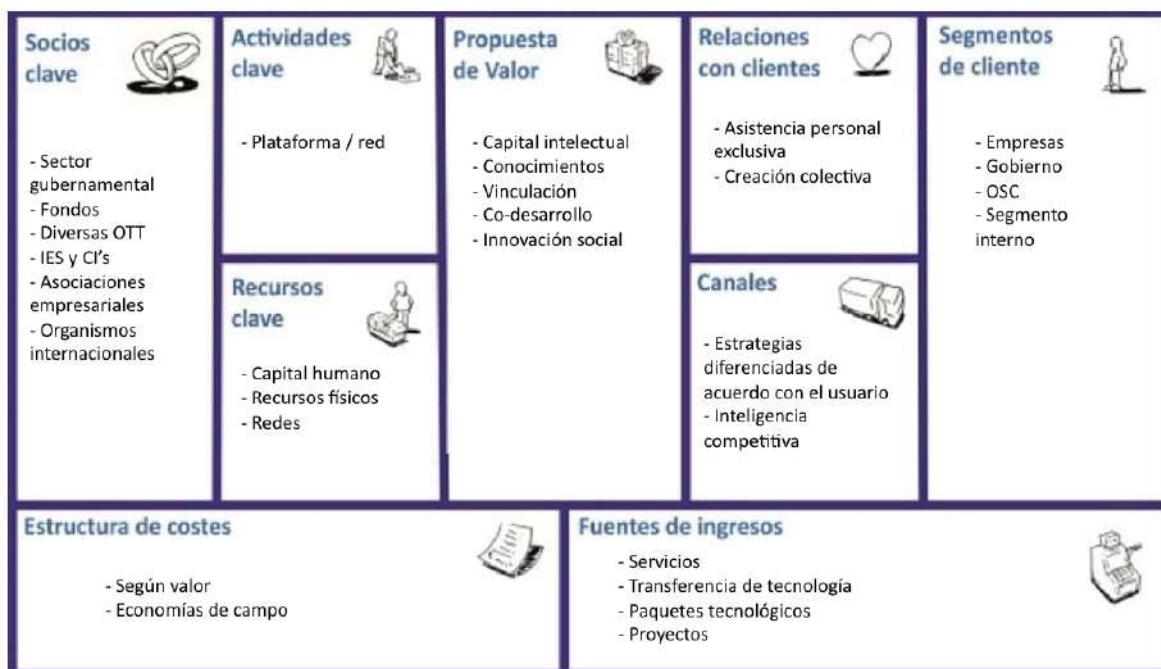 Socios
clave
- Sector
gubernamental
- Fondos
- Diversas OTT
- IES y CI's
- Asociaciones
empresariales
- Organismos
internacionales
Actividades
clave
- Plataforma / red
Recursos
clave
- Capital humano
- Recursos físicos
- Redes
Propuesta
de Valor
- Capital intelectual
- Conocimientos
- Vinculación
- Co-desarrollo
- Innovación social
Relaciones
con clientes
- Asistencia personal
exclusiva
- Creación colectiva
Canales
- Estrategias
diferenciadas de
acuerdo con el usuario
- Inteligencia
competitiva
Segmentos
de cliente
- Empresas
- Gobierno
- OSC
- Segmento
interno
Estructura de costes
- Según valor
- Economías de campo
Fuentes de ingresos
- Servicios
- Transferencia de tecnología
- Paquetes tecnológicos
- Proyectos